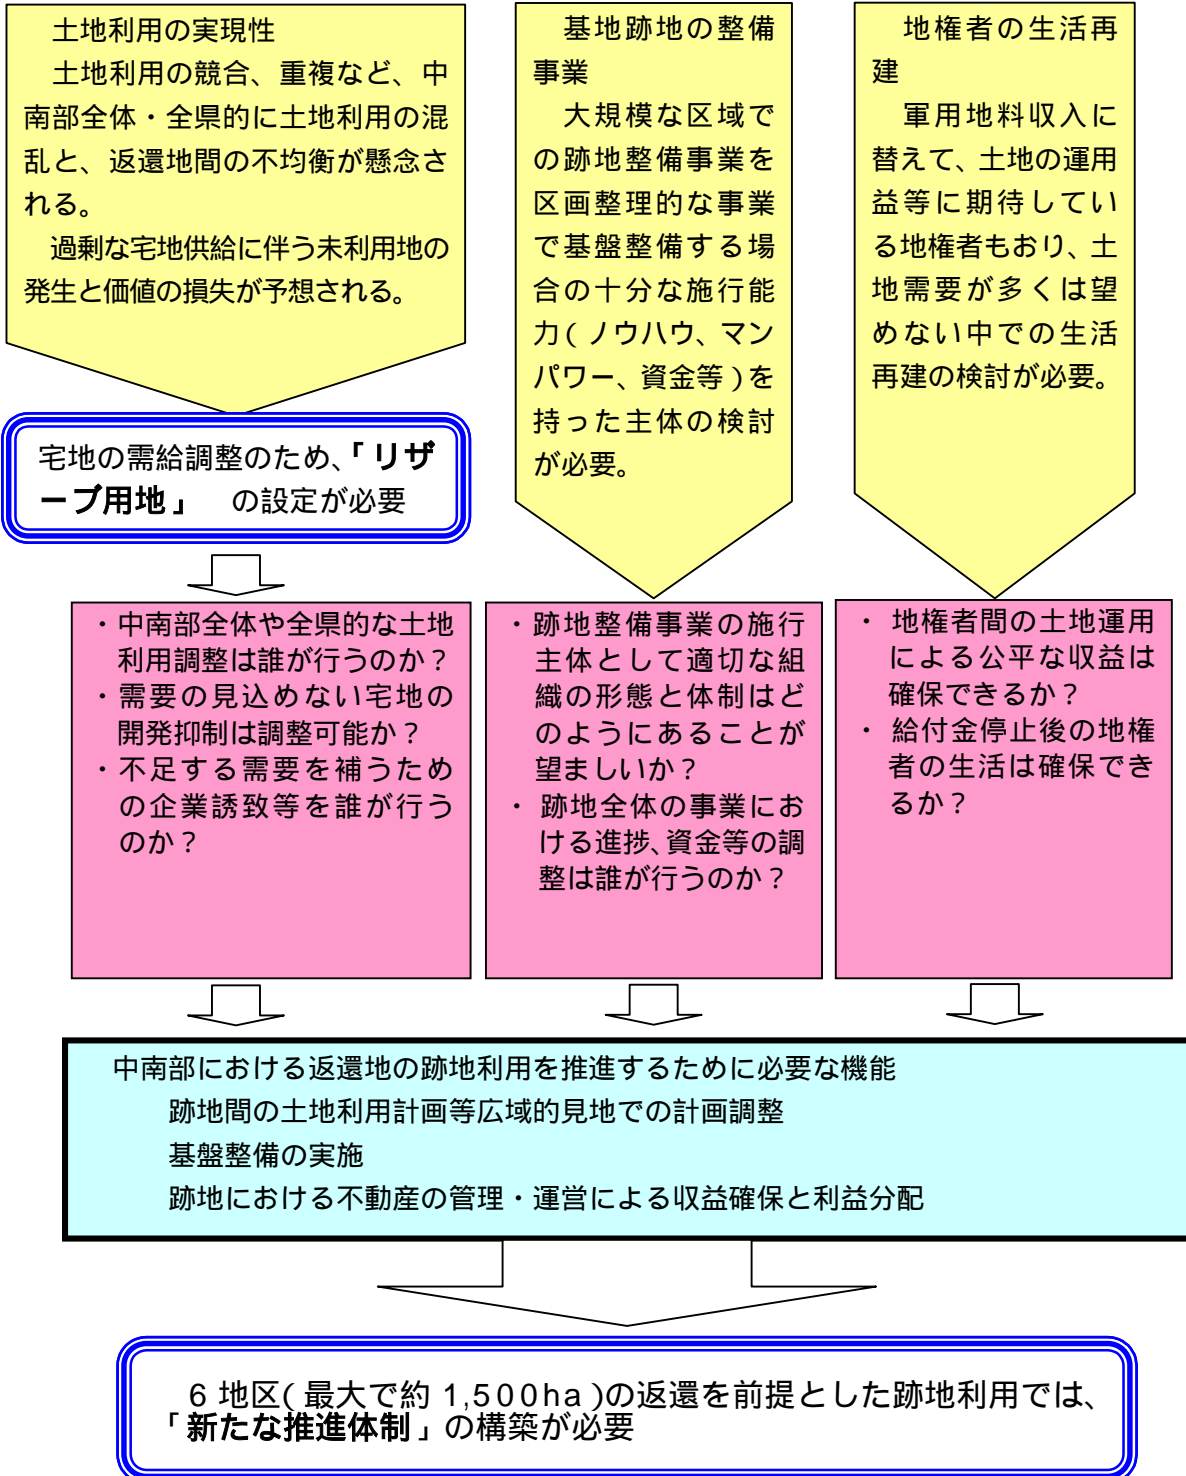 土地利用の実現性
土地利用の競合、重複など、中
南部全体・全県的に土地利用の混
乱と、返還地間の不均衡が懸念さ
れる。
過剰な宅地供給に伴う未利用地の
発生と価値の損失が予想される。
宅地の需給調整のため、「リザ
ーブ用地」 の設定が必要
・中南部全体や全県的な土地
利用調整は誰が行うのか？
・需要の見込めない宅地の
開発抑制は調整可能か？
・不足する需要を補うため
の企業誘致等を誰が行う
のか？
基地跡地の整備
事業
大規模な区域で
の跡地整備事業を
区画整理的な事業
で基盤整備する場
合の十分な施行能
力（ノウハウ、マン
パワー、資金等）を
持った主体の検討
が必要。
・跡地整備事業の施行
主体として適切な組
織の形態と体制はど
のようにあることが
望ましいか？
・ 跡地全体の事業にお
ける進捗、資金等の調
整は誰が行うのか？
地権者の生活再
建
軍用地料収入に
替えて、土地の運用
益等に期待してい
る地権者もおり、土
地需要が多くは望
めない中での生活
再建の検討が必要。
・ 地権者間の土地運用
による公平な収益は
確保できるか？
・ 給付金停止後の地権
者の生活は確保でき
るか？
中南部における返還地の跡地利用を推進するために必要な機能
跡地間の土地利用計画等広域的見地での計画調整
基盤整備の実施
跡地における不動産の管理・運営による収益確保と利益分配
6 地区（最大で約 1,500ha）の返還を前提とした跡地利用では、
「新たな推進体制」の構築が必要